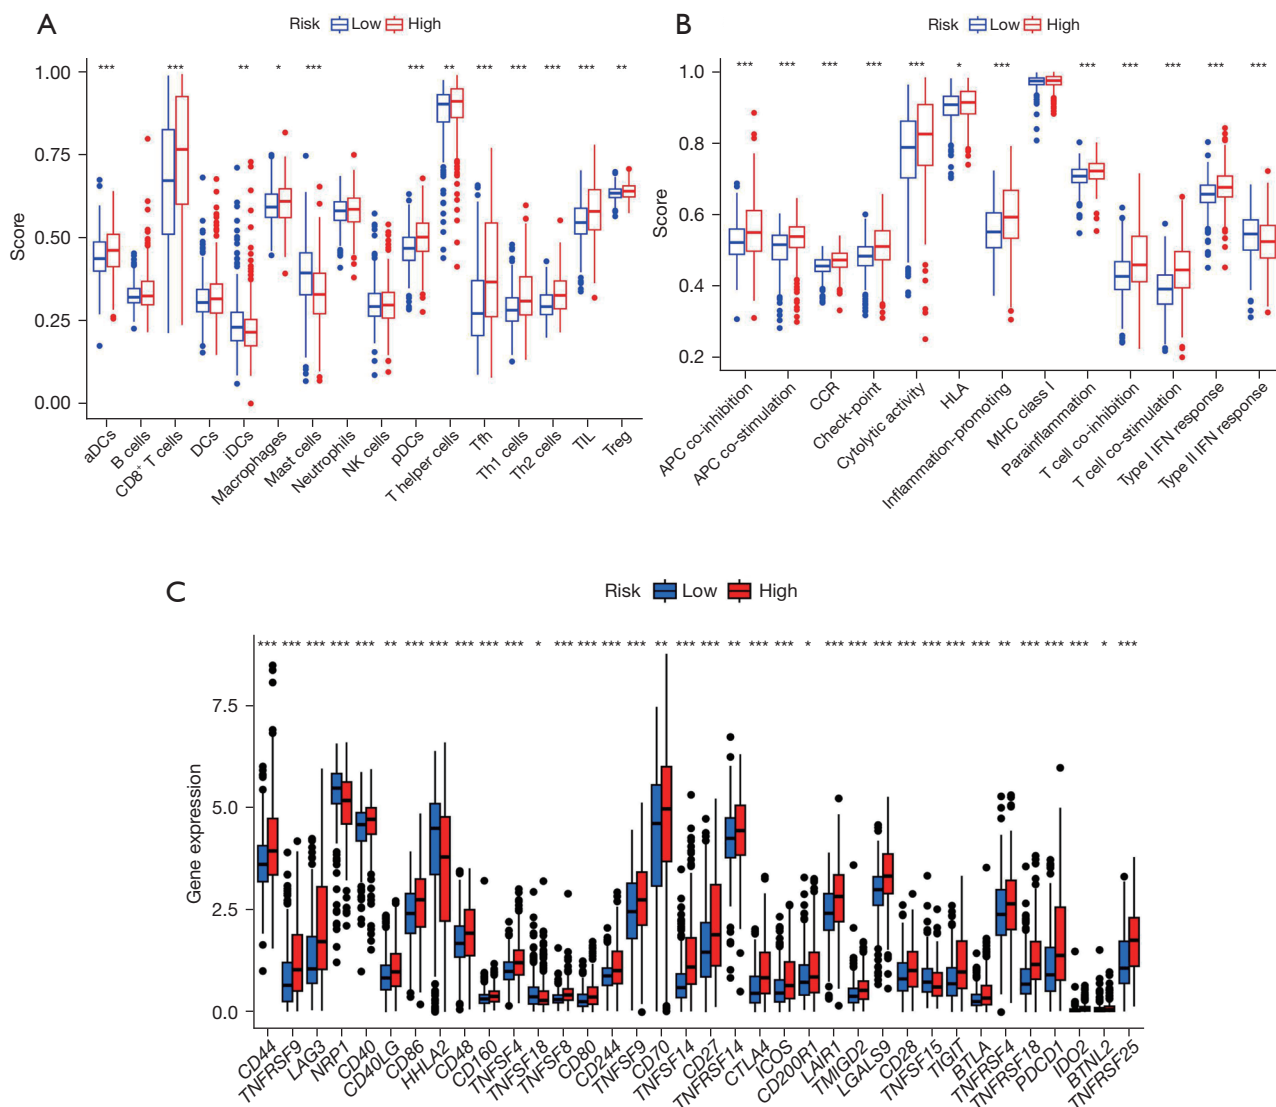 A
Risk Low High
Score
1.00
0.75
0.50
0.25
0.00
*** *** ** * *** *** ** *** *** *** *** **
aDCs
B cells
CD8+ T cells
DCs
iDCs
Macrophages
Mast cells
Neutrophils
NK cells
pDCs
T helper cells
Tfh
Th1 cells
Th2 cells
TIL
Treg
B
Risk Low High
Score
1.0
0.8
0.6
0.4
0.2
*** *** *** *** *** * *** *** *** *** *** ***
APC co-inhibition
APC co-stimulation
CCR
Check-point
Cytolytic activity
HLA
Inflammation-promoting
MHC class I
Parainflammation
T cell co-inhibition
T cell co-stimulation
Type I IFN response
Type II IFN response
C
Risk Low High
Gene expression
7.5
5.0
2.5
0.0
*** *** *** *** *** ** *** *** *** *** *** * *** *** *** *** ** *** *** ** *** *** * *** *** *** *** *** *** *** ** *** *** *** * ***
CD44
TNFRSF9
LAG3
NRP1
CD40
CD40LG
CD86
HHLA2
CD48
CD160
TNFSF4
TNFSF18
TNFSF8
CD80
CD244
TNFSF9
CD70
TNFSF14
CD27
TNFRSF14
CTLA4
ICOS
CD200R1
LAIR1
TMIGD2
LGALS9
CD28
TNFSF15
TIGIT
BTLA
TNFRSF4
TNFRSF18
PDCD1
IDO2
BTNL2
TNFRSF25